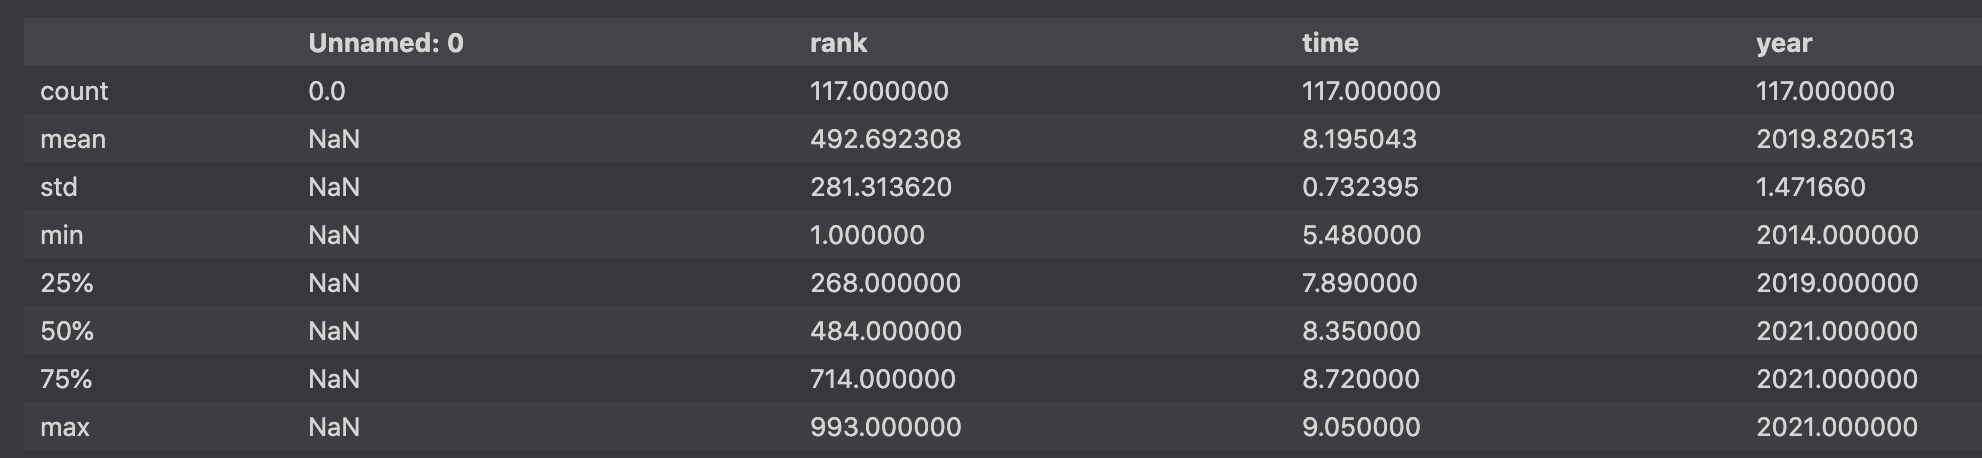 Unnamed: 0 rank time year
count 0.0 117.000000 117.000000 117.000000
mean NaN 492.692308 8.195043 2019.820513
std NaN 281.313620 0.732395 1.471660
min NaN 1.000000 5.480000 2014.000000
25% NaN 268.000000 7.890000 2019.000000
50% NaN 484.000000 8.350000 2021.000000
75% NaN 714.000000 8.720000 2021.000000
max NaN 993.000000 9.050000 2021.000000